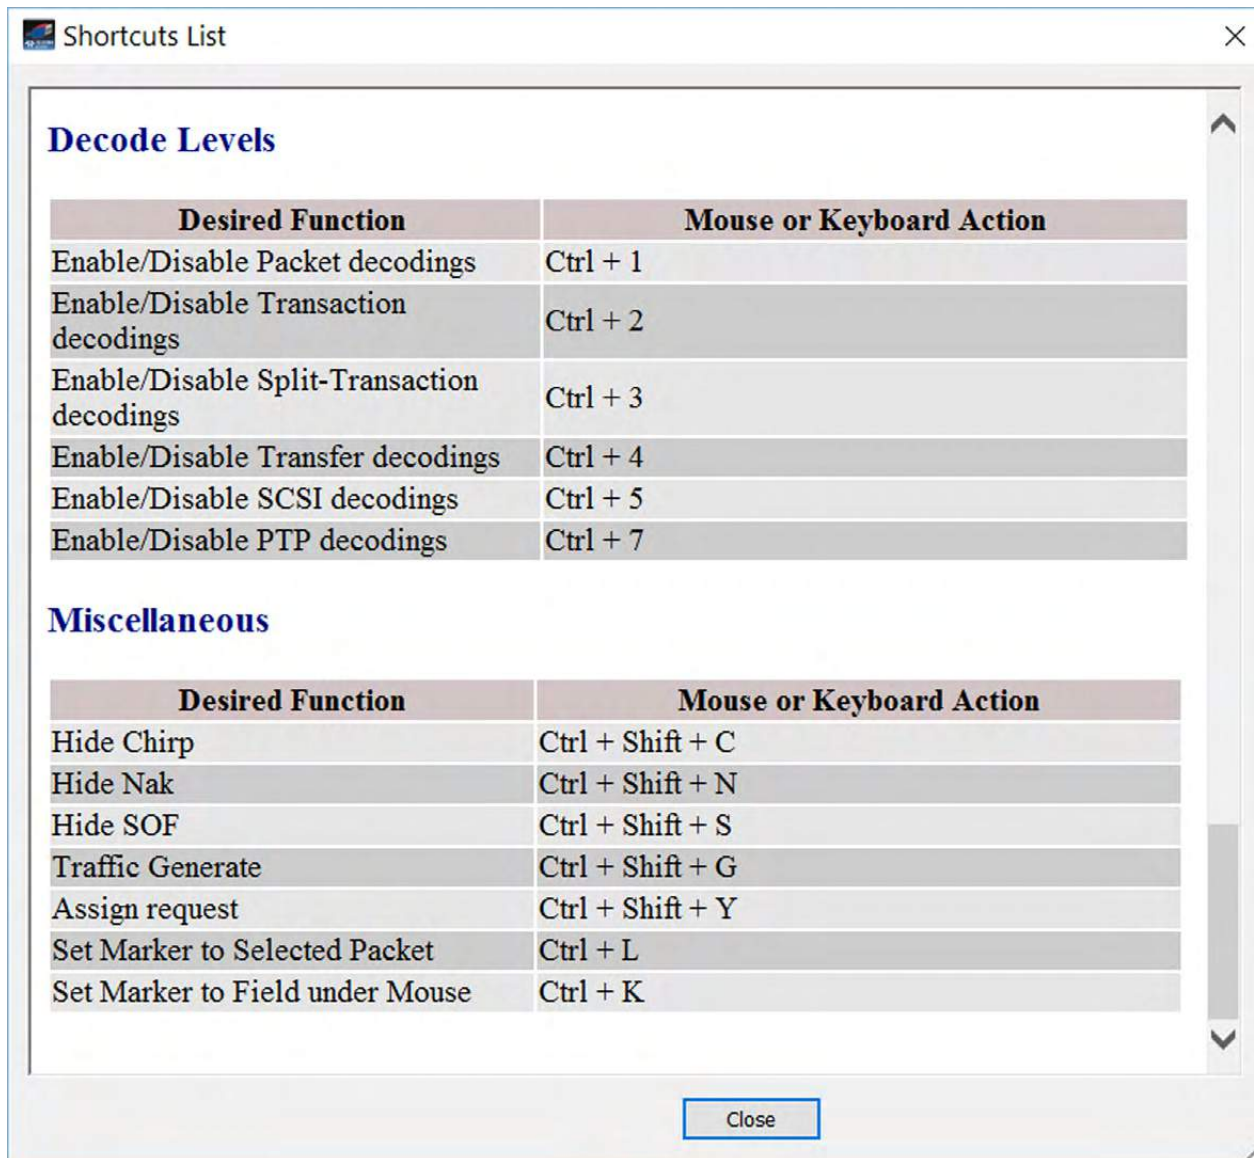 Shortcuts List
Decode Levels
Desired Function Mouse or Keyboard Action
Enable/Disable Packet decodings Ctrl + 1
Enable/Disable Transaction
decodings Ctrl + 2
Enable/Disable Split-Transaction
decodings Ctrl + 3
Enable/Disable Transfer decodings Ctrl + 4
Enable/Disable SCSI decodings Ctrl + 5
Enable/Disable PTP decodings Ctrl + 7
Miscellaneous
Desired Function Mouse or Keyboard Action
Hide Chirp Ctrl + Shift + C
Hide Nak Ctrl + Shift + N
Hide SOF Ctrl + Shift + S
Traffic Generate Ctrl + Shift + G
Assign request Ctrl + Shift + Y
Set Marker to Selected Packet Ctrl + L
Set Marker to Field under Mouse Ctrl + K
Close